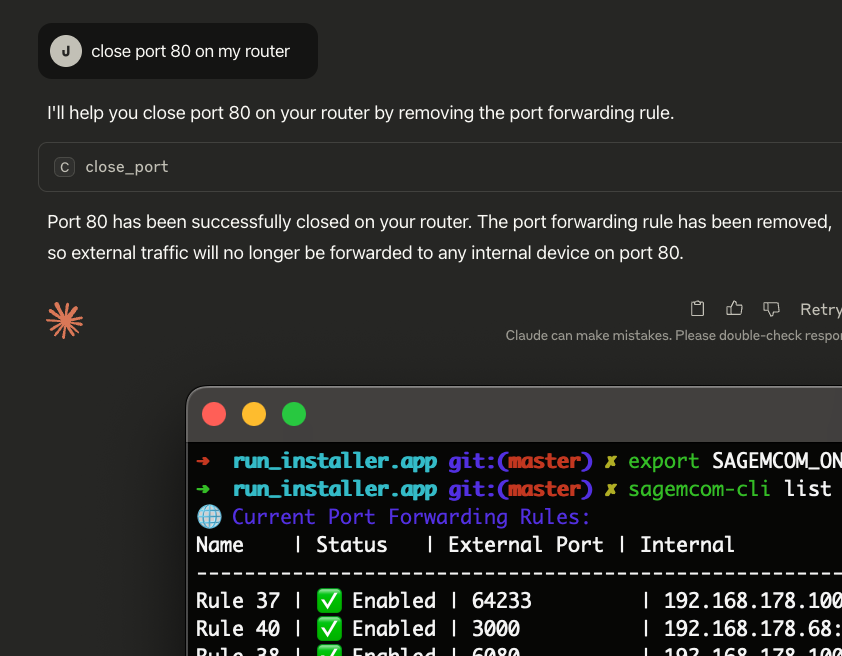 J close port 80 on my router
I'll help you close port 80 on your router by removing the port forwarding rule.
C close_port
Port 80 has been successfully closed on your router. The port forwarding rule has been removed,
so external traffic will no longer be forwarded to any internal device on port 80.
Retry
Claude can make mistakes. Please double-check respon
➜ run_installer.app git:(master) ✗ export SAGEMCOM_ON
➜ run_installer.app git:(master) ✗ sagemcom-cli list
🌐 Current Port Forwarding Rules:
Name | Status | External Port | Internal
------------------------------------------------------
Rule 37 | ✅ Enabled | 64233 | 192.168.178.100
Rule 40 | ✅ Enabled | 3000 | 192.168.178.68:
Rule 38 | ✅ Enabled | 6080 | 192.168.178.100